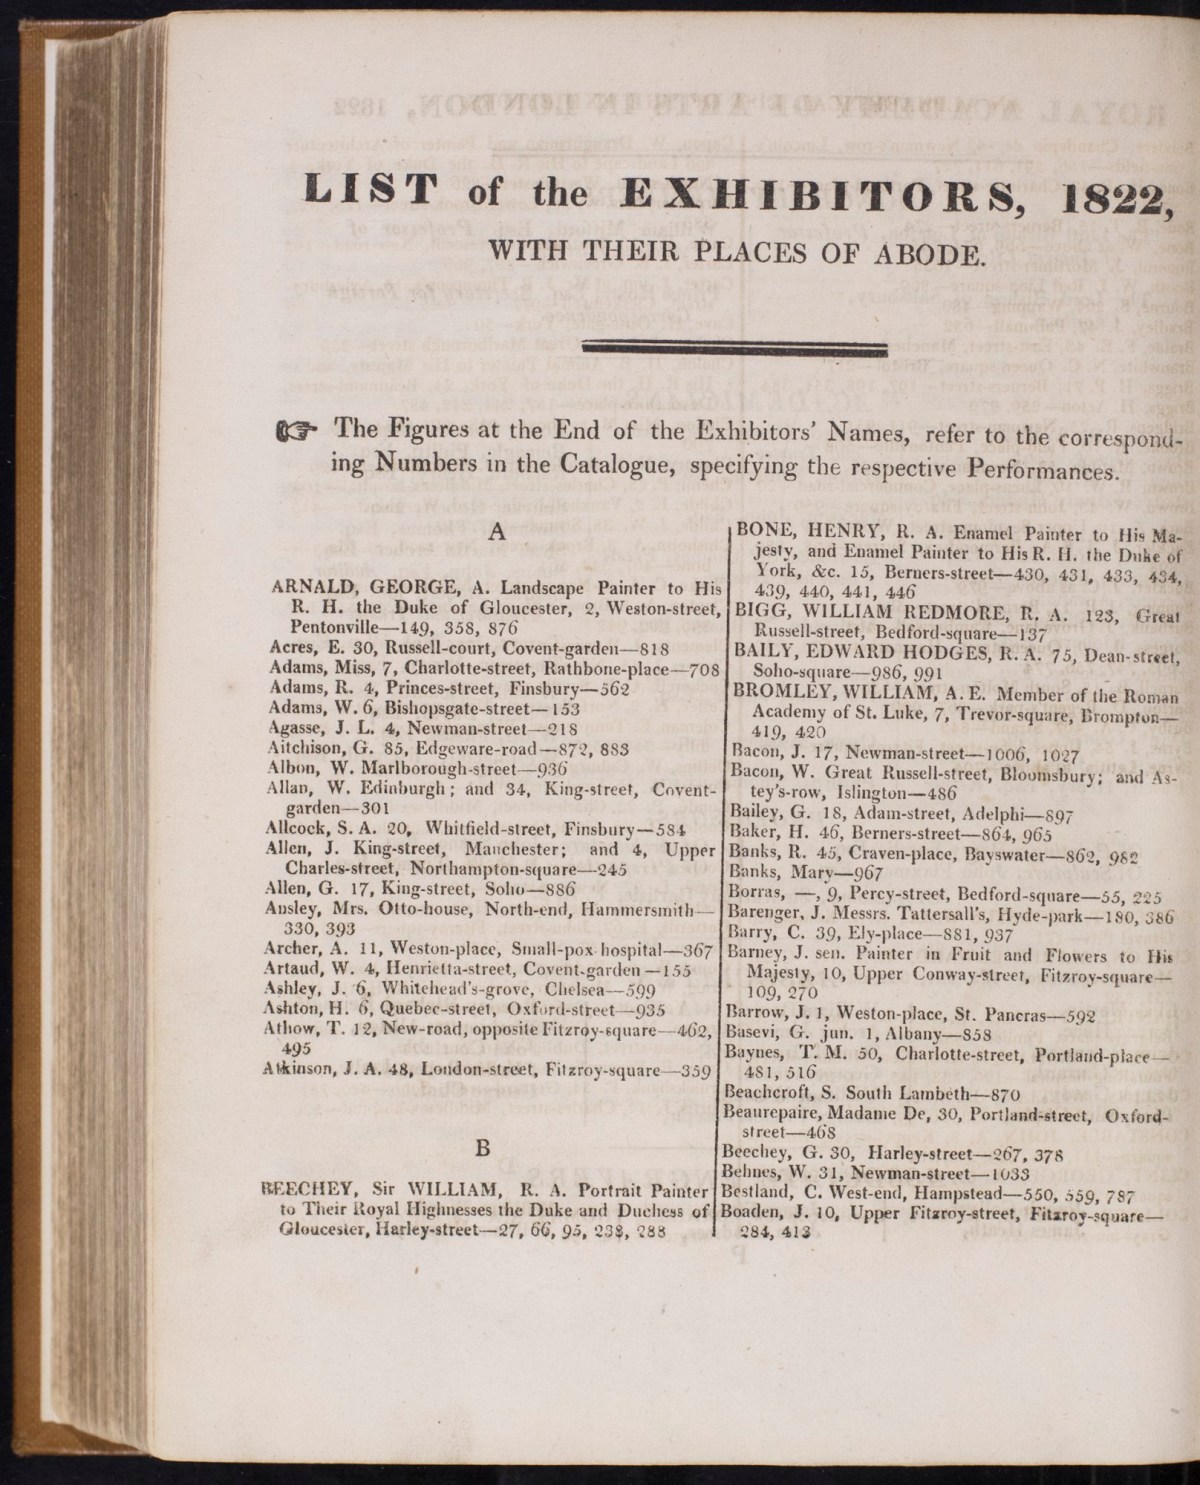 LIST of the EXHIBITORS, 1822,
WITH THEIR PLACES OF ABODE.
☞ The Figures at the End of the Exhibitors' Names, refer to the correspond-
ing Numbers in the Catalogue, specifying the respective Performances.
A
ARNALD, GEORGE, A. Landscape Painter to His
R. H. the Duke of Gloucester, 2, Weston-street,
Pentonville—149, 358, 876
Acres, E. 30, Russell-court, Covent-garden—818
Adams, Miss, 7, Charlotte-street, Rathbone-place—708
Adams, R. 4, Princes-street, Finsbury—562
Adams, W. 6, Bishopsgate-street—153
Agasse, J. L. 4, Newman-street—218
Aitchison, G. 85, Edgeware-road—872, 883
Albon, W. Marlborough-street—936
Allan, W. Edinburgh; and 34, King-street, Covent-
garden—301
Allcock, S. A. 20, Whitfield-street, Finsbury—584
Allen, J. King-street, Manchester; and 4, Upper
Charles-street, Northampton-square—245
Allen, G. 17, King-street, Soho—886
Ansley, Mrs. Otto-house, North-end, Hammersmith—
330, 393
Archer, A. 11, Weston-place, Small-pox-hospital—367
Artaud, W. 4, Henrietta-street, Covent-garden—155
Ashley, J. 6, Whitehead's-grove, Chelsea—599
Ashton, H. 6, Quebec-street, Oxford-street—935
Athow, T. 12, New-road, opposite Fitzroy-square—462,
495
Atkinson, J. A. 48, London-street, Fitzroy-square—359
B
BEECHEY, Sir WILLIAM, R. A. Portrait Painter
to Their Royal Highnesses the Duke and Duchess of
Gloucester, Harley-street—27, 66, 95, 238, 288
BONE, HENRY, R. A. Enamel Painter to His Ma-
jesty, and Enamel Painter to His R. H. the Duke of
York, &c. 15, Berners-street—430, 431, 433, 434,
439, 440, 441, 446
BIGG, WILLIAM REDMORE, R. A. 123, Great
Russell-street, Bedford-square—137
BAILY, EDWARD HODGES, R. A. 75, Dean-street,
Soho-square—986, 991
BROMLEY, WILLIAM, A. E. Member of the Roman
Academy of St. Luke, 7, Trevor-square, Brompton—
419, 420
Bacon, J. 17, Newman-street—1006, 1027
Bacon, W. Great Russell-street, Bloomsbury; and As-
tey's-row, Islington—486
Bailey, G. 18, Adam-street, Adelphi—897
Baker, H. 46, Berners-street—864, 965
Banks, R. 45, Craven-place, Bayswater—862, 982
Banks, Mary—967
Borras, —, 9, Percy-street, Bedford-square—55, 225
Barenger, J. Messrs. Tattersall's, Hyde-park—180, 386
Barry, C. 39, Ely-place—881, 937
Barney, J. sen. Painter in Fruit and Flowers to His
Majesty, 10, Upper Conway-street, Fitzroy-square—
109, 270
Barrow, J. 1, Weston-place, St. Pancras—592
Basevi, G. jun. 1, Albany—858
Baynes, T. M. 50, Charlotte-street, Portland-place—
481, 516
Beachcroft, S. South Lambeth—870
Beaurepaire, Madame De, 30, Portland-street, Oxford-
street—468
Beechey, G. 30, Harley-street—267, 378
Behnes, W. 31, Newman-street—1033
Bestland, C. West-end, Hampstead—550, 559, 787
Boaden, J. 10, Upper Fitzroy-street, Fitzroy-square—
284, 413